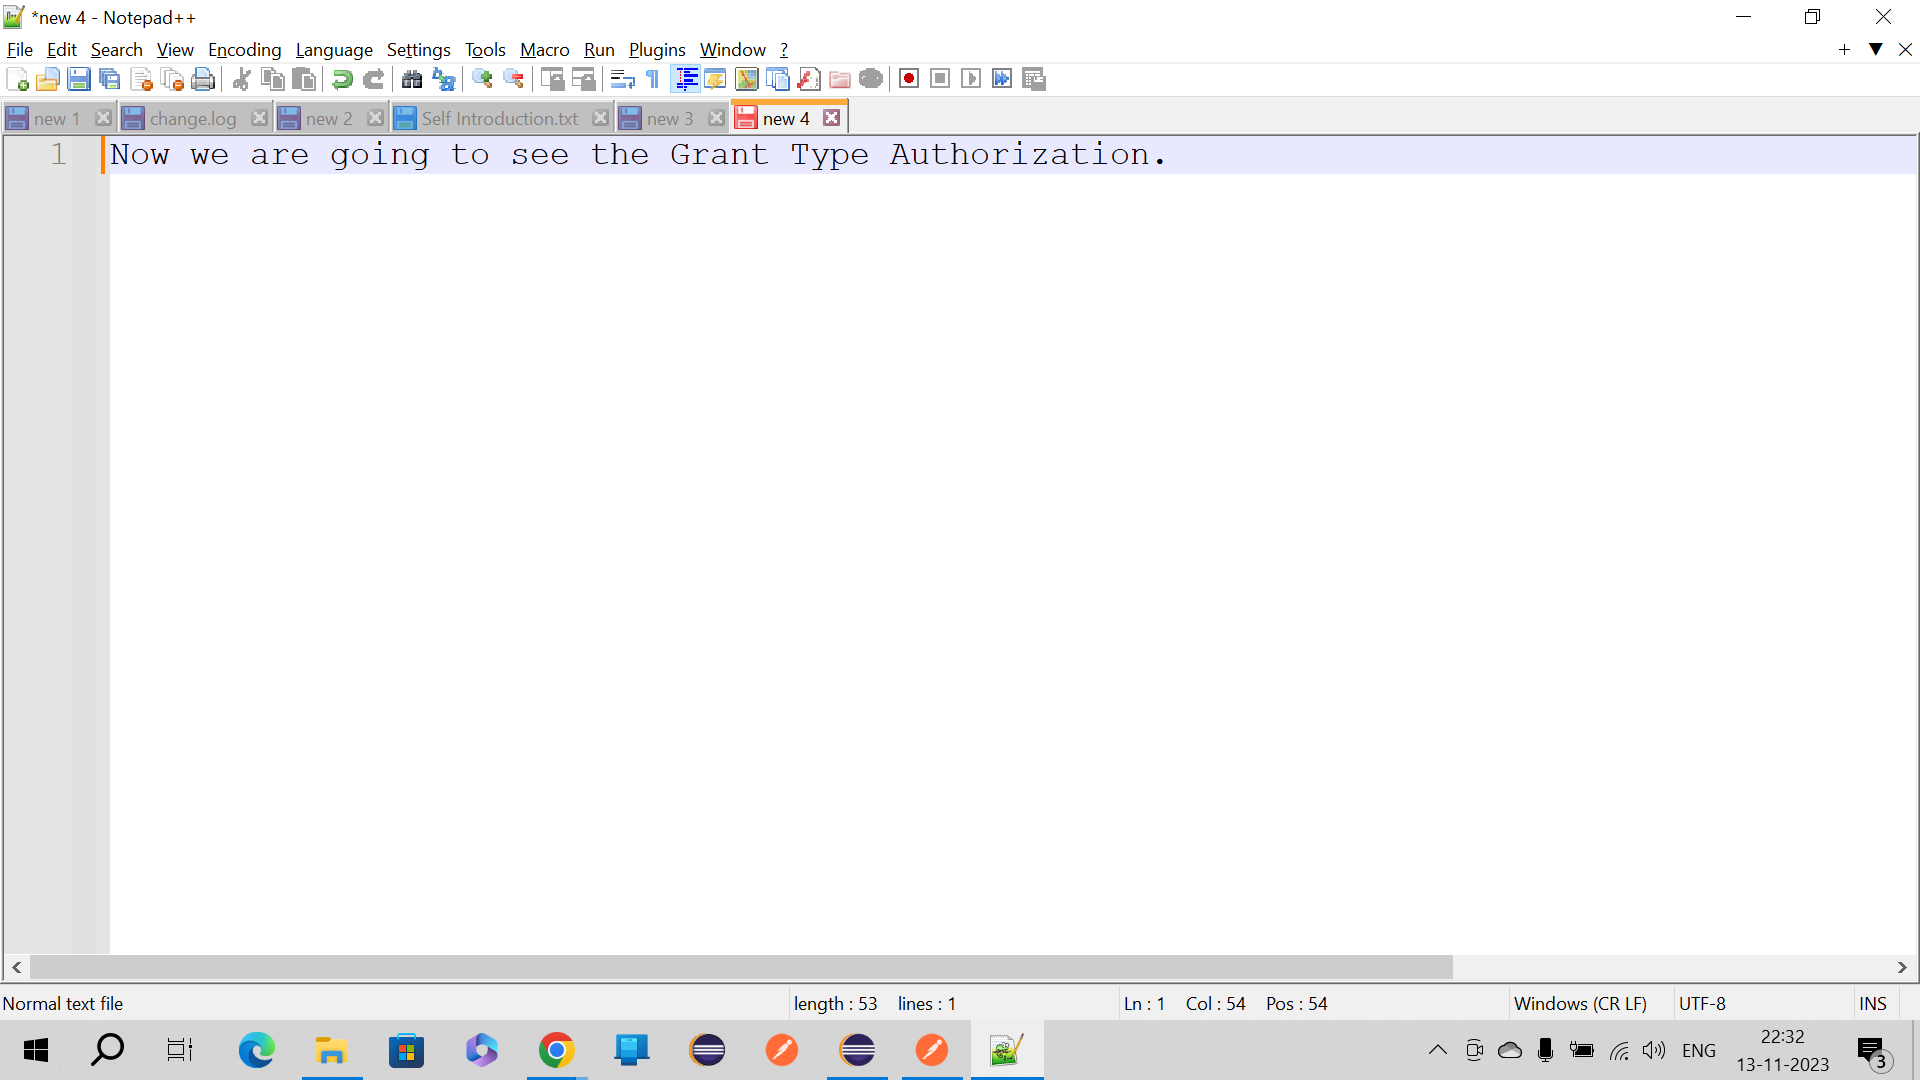 *new 4 - Notepad++
File Edit Search View Encoding Language Settings Tools Macro Run Plugins Window ?
new 1 change.log new 2 Self Introduction.txt new 3 new 4
1 Now we are going to see the Grant Type Authorization.
Normal text file length : 53 lines : 1 Ln : 1 Col : 54 Pos : 54 Windows (CR LF) UTF-8 INS
ENG 22:32
13-11-2023
3